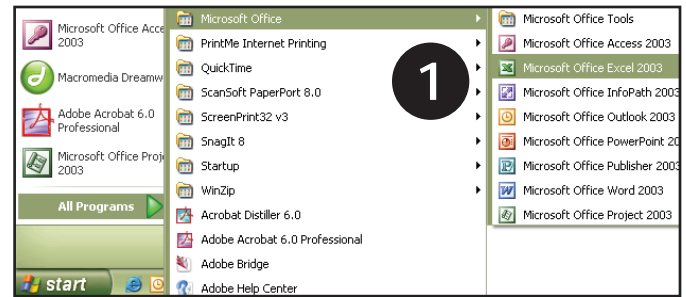 Microsoft Office Acce
2003
Macromedia Dreamw
Adobe Acrobat 6.0
Professional
Microsoft Office Proj
2003
All Programs
start
Microsoft Office
PrintMe Internet Printing
QuickTime
ScanSoft PaperPort 8.0
ScreenPrint32 v3
SnagIt 8
Startup
WinZip
Acrobat Distiller 6.0
Adobe Acrobat 6.0 Professional
Adobe Bridge
Adobe Help Center
1
Microsoft Office Tools
Microsoft Office Access 2003
Microsoft Office Excel 2003
Microsoft Office InfoPath 2003
Microsoft Office Outlook 2003
Microsoft Office PowerPoint 20
Microsoft Office Publisher 2003
Microsoft Office Word 2003
Microsoft Office Project 2003